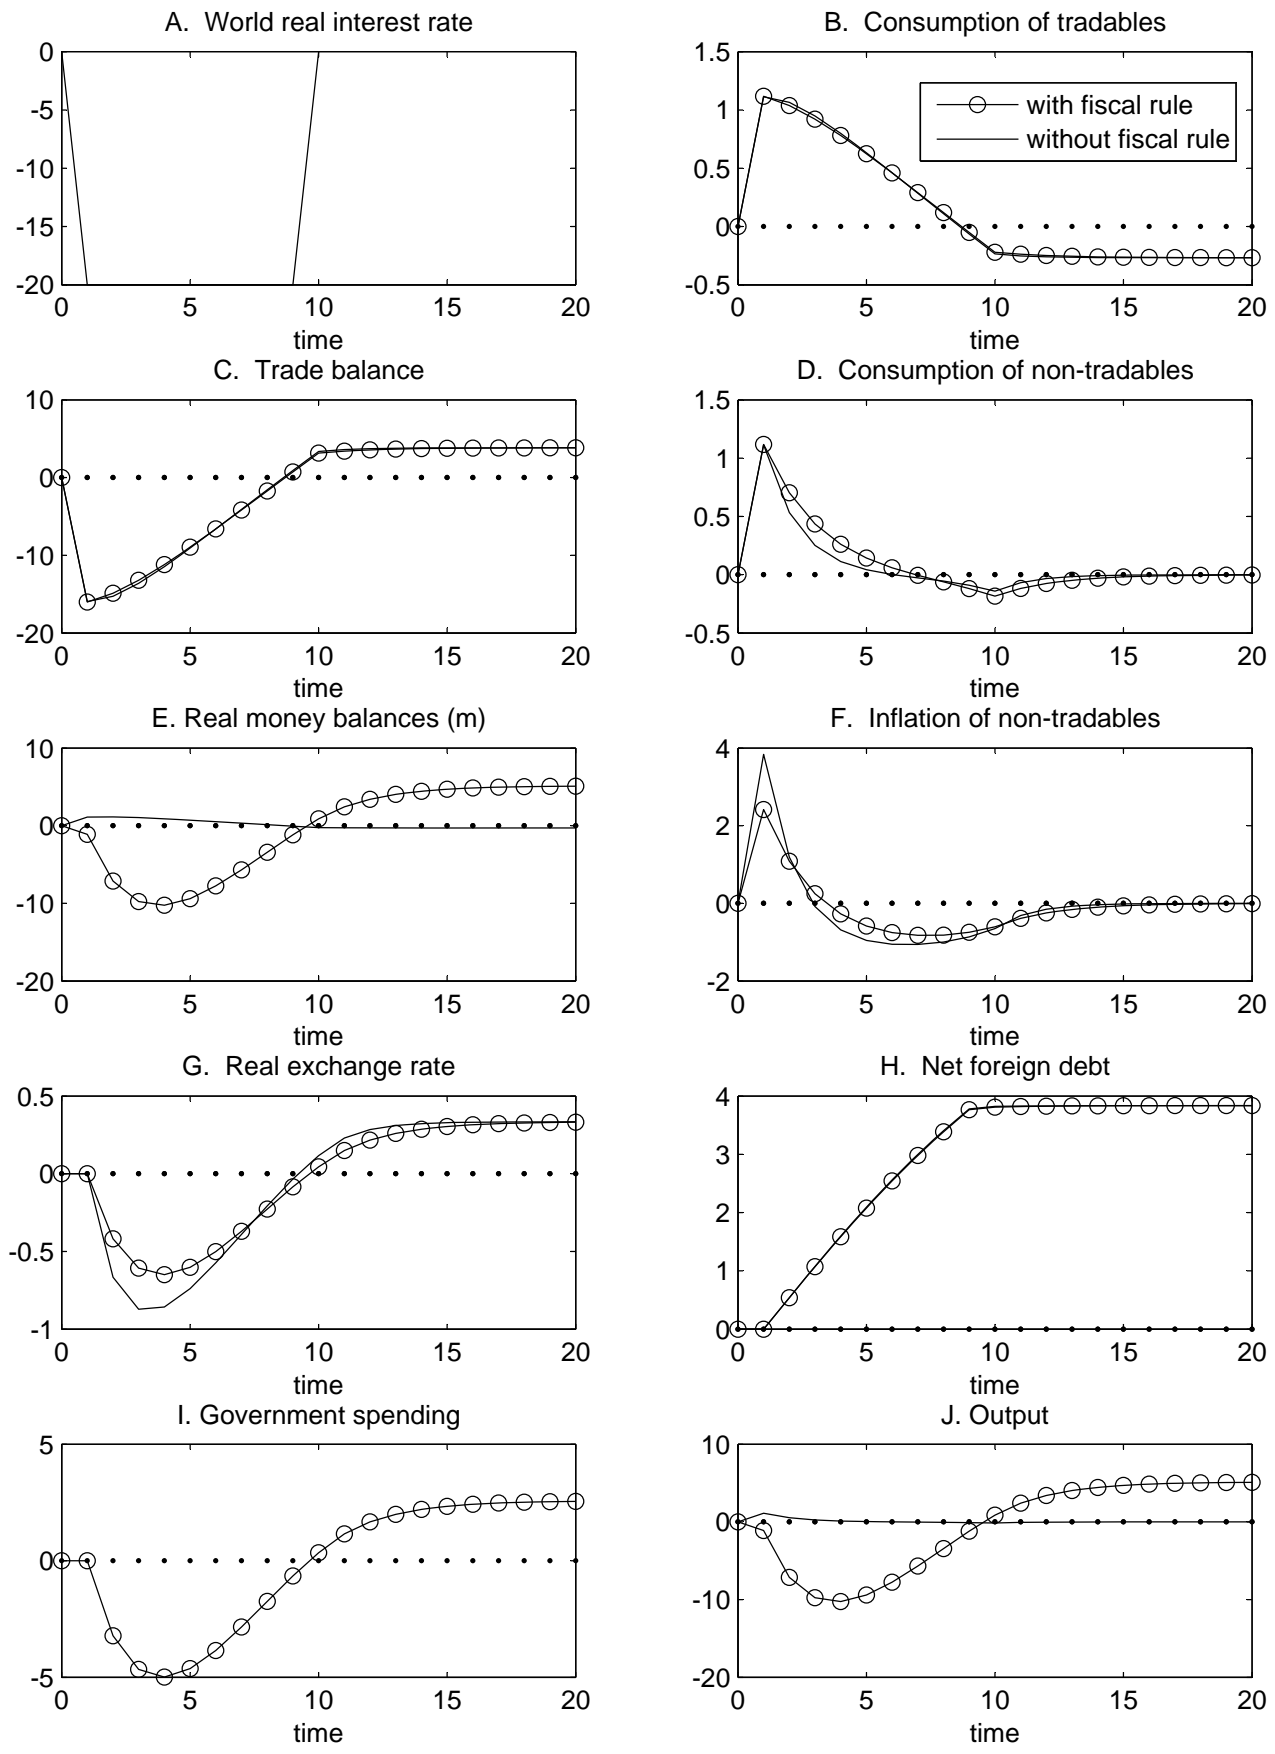 A. World real interest rate
0
-5
-10
-15
-20
0 5 10 15 20
time
B. Consumption of tradables
1.5
1
0.5
0
-0.5
with fiscal rule
without fiscal rule
0 5 10 15 20
time
C. Trade balance
10
0
-10
-20
0 5 10 15 20
time
D. Consumption of non-tradables
1.5
1
0.5
0
-0.5
0 5 10 15 20
time
E. Real money balances (m)
10
0
-10
-20
0 5 10 15 20
time
F. Inflation of non-tradables
4
2
0
-2
0 5 10 15 20
time
G. Real exchange rate
0.5
0
-0.5
-1
0 5 10 15 20
time
H. Net foreign debt
4
3
2
1
0
0 5 10 15 20
time
I. Government spending
5
0
-5
0 5 10 15 20
time
J. Output
10
0
-10
-20
0 5 10 15 20
time